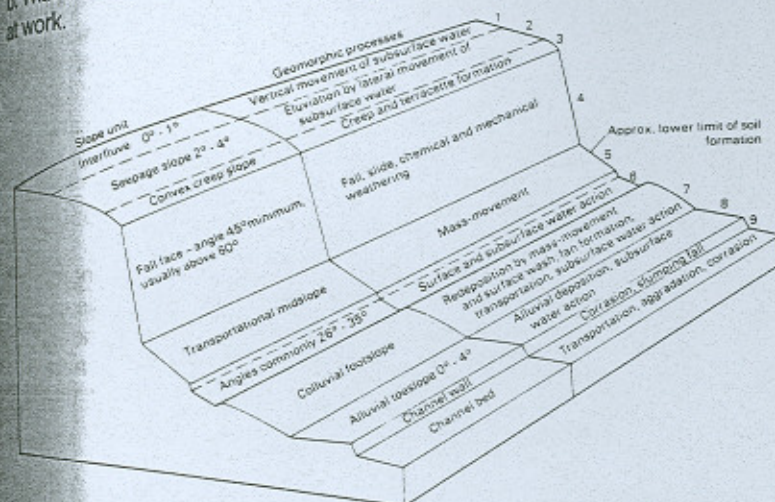 at work.
Geomorphic processes
1
2
3
4
5
6
7
8
9
Vertical movement of subsurface water
Eluviation by lateral movement of
subsurface water
Creep and terracette formation
Fall, slide, chemical and mechanical
weathering
Approx. lower limit of soil
formation
Mass-movement
Surface and subsurface water action
Redeposition by mass-movement
and surface wash, fan formation,
transportation, subsurface water action
Alluvial deposition, subsurface
water action
Corrasion, slumping fall
Transportation, aggradation, corrasion
Slope unit
Interfluve 0° - 1°
Seepage slope 2° - 4°
Convex creep slope
Fall face - angle 45° minimum,
usually above 60°
Transportational midslope
Angles commonly 26° - 35°
Colluvial footslope
Alluvial toeslope 0° - 4°
Channel wall
Channel bed